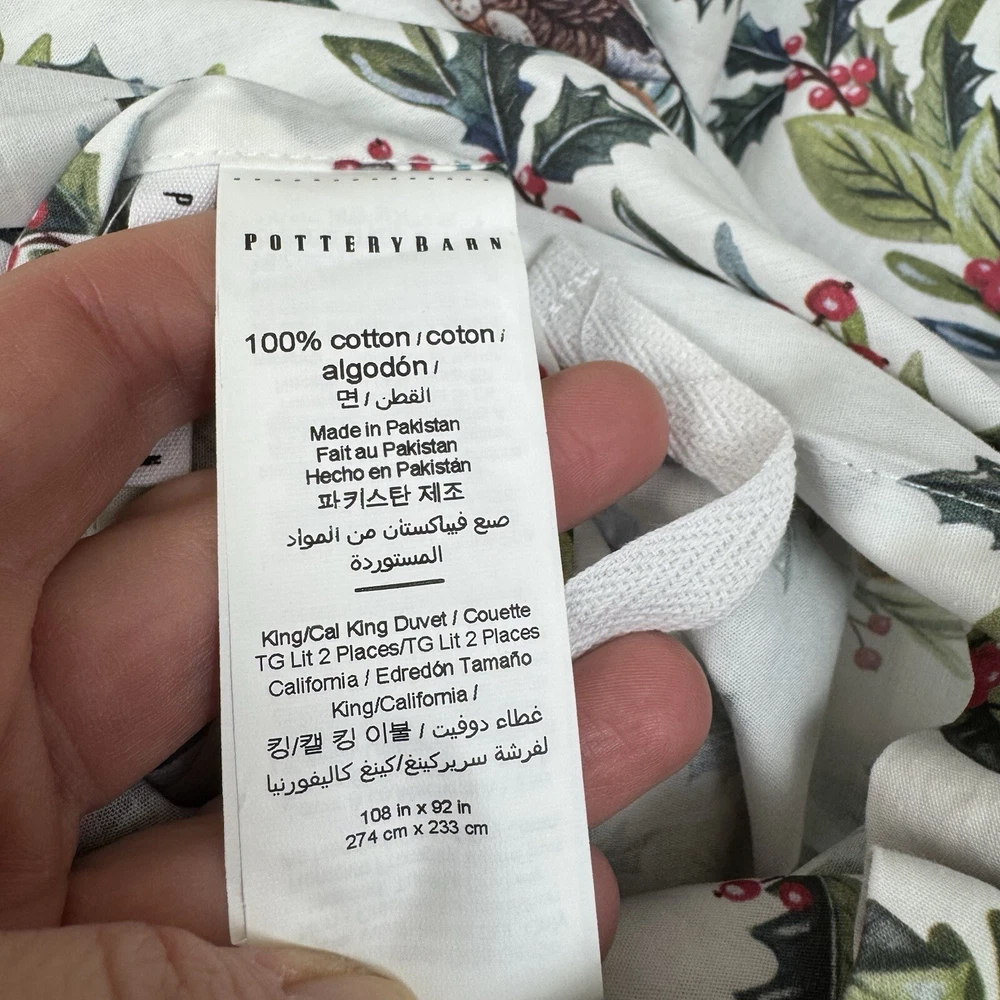 P
POTTERYBARN
100% cotton / coton /
algodón /
면 / القطن
Made in Pakistan
Fait au Pakistan
Hecho en Pakistán
파키스탄 제조
صنع فيباكستان من المواد
المستوردة
King/Cal King Duvet / Couette
TG Lit 2 Places/TG Lit 2 Places
California / Edredón Tamaño
King/California /
킹/캘 킹 이불 / غطاء دوفيت
لفرشة سريركينغ/كينغ كاليفورنيا
108 in x 92 in
274 cm x 233 cm